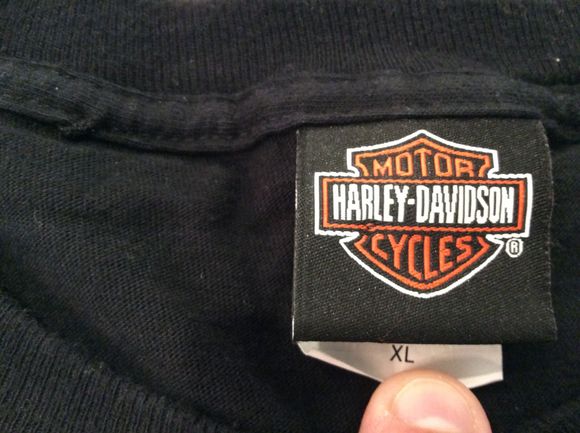 MOTOR
HARLEY-DAVIDSON
CYCLES
®
XL